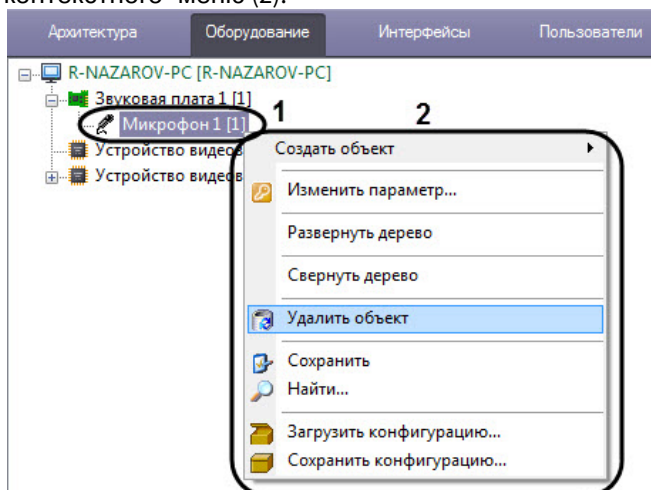 контекстного меню (2).
Архитектура Оборудование Интерфейсы Пользователи
R-NAZAROV-PC [R-NAZAROV-PC]
Звуковая плата 1 [1]
Микрофон 1 [1]
1 2
Устройство видеов
Устройство видеов
Создать объект
Изменить параметр...
Развернуть дерево
Свернуть дерево
Удалить объект
Сохранить
Найти...
Загрузить конфигурацию...
Сохранить конфигурацию...